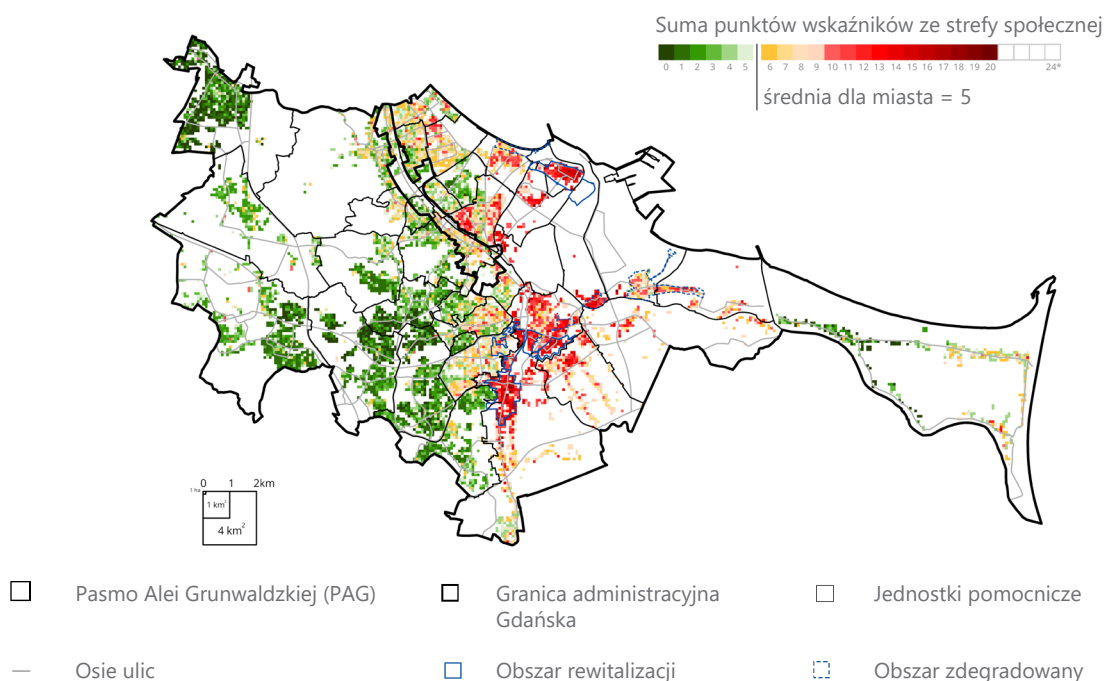 Suma punktów wskaźników ze strefy społecznej
0 1 2 3 4 5 6 7 8 9 10 11 12 13 14 15 16 17 18 19 20 24*
średnia dla miasta = 5
0 1 2km
1 ha
1 km²
4 km²
Pasmo Alei Grunwaldzkiej (PAG)
Granica administracyjna
Gdańska
Jednostki pomocnicze
Osie ulic
Obszar rewitalizacji
Obszar zdegradowany